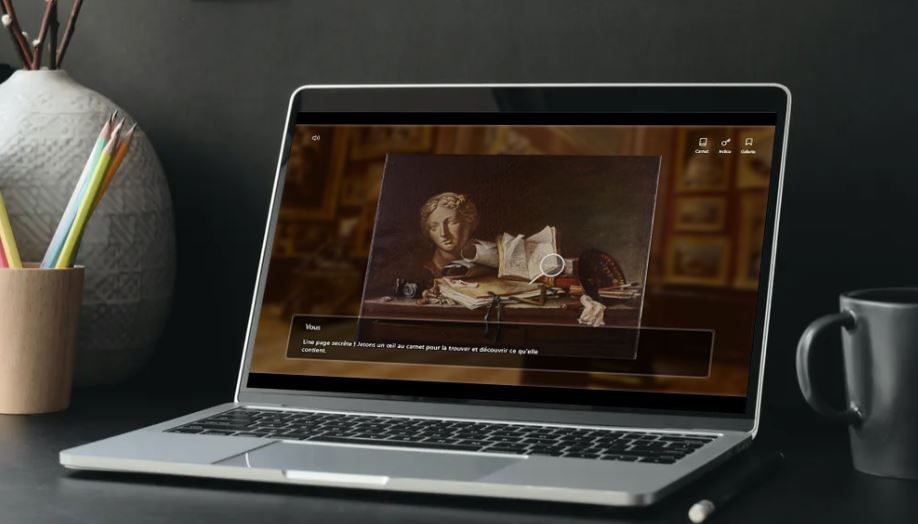 Carnet Indice Galerie
Vous
Une page secrète ! Jetons un œil au carnet pour la trouver et découvrir ce qu'elle
contient.